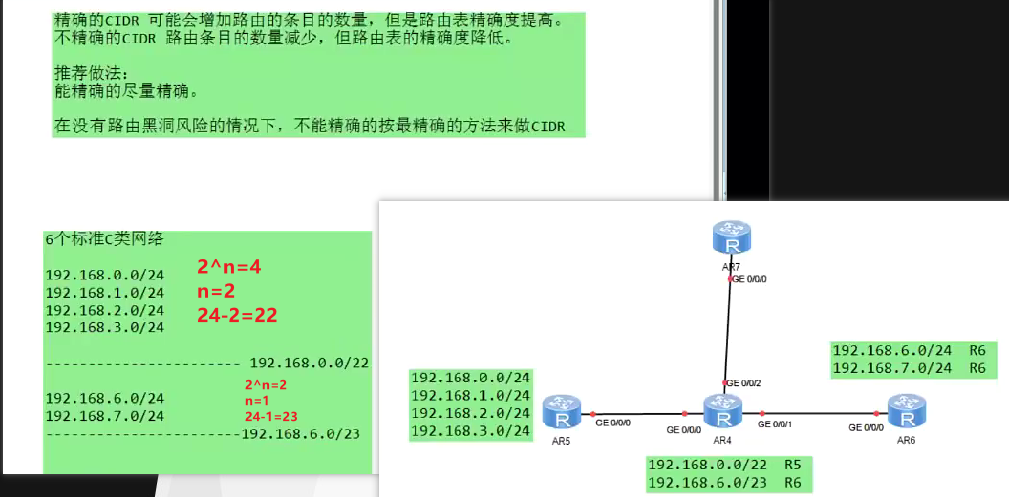 精确的CIDR 可能会增加路由的条目的数量，但是路由表精确度提高。
不精确的CIDR 路由条目的数量减少，但路由表的精确度降低。
推荐做法：
能精确的尽量精确。
在没有路由黑洞风险的情况下，不能精确的按最精确的方法来做CIDR
6个标准C类网络
192.168.0.0/24
192.168.1.0/24
192.168.2.0/24
192.168.3.0/24
2^n=4
n=2
24-2=22
------------------------ 192.168.0.0/22
192.168.6.0/24
192.168.7.0/24
2^n=2
n=1
24-1=23
------------------------192.168.6.0/23
R
AR7
GE 0/0/0
GE 0/0/2
192.168.6.0/24 R6
192.168.7.0/24 R6
192.168.0.0/24
192.168.1.0/24
192.168.2.0/24
192.168.3.0/24
R
AR5
GE 0/0/0
GE 0/0/0
R
AR4
GE 0/0/1
GE 0/0/0
R
AR6
192.168.0.0/22 R5
192.168.6.0/23 R6